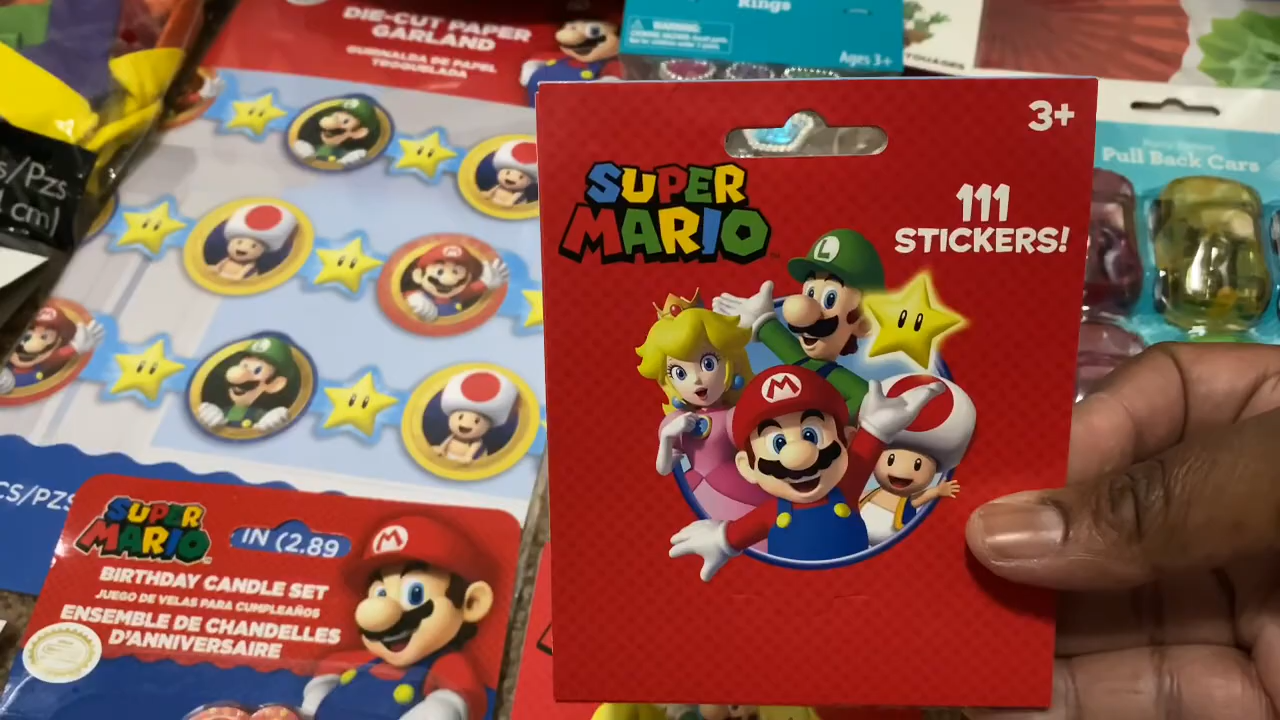 DIE-CUT PAPER
GARLAND
GUIRNALDA DE PAPEL
TROQUELADA
Rings
WARNING:
Ages 3+
s/Pzs
cm)
3+
SUPER
MARIO
111
STICKERS!
L
M
Pull Back Cars
CS/PZS
SUPER
MARIO
IN (2.89
BIRTHDAY CANDLE SET
JUEGO DE VELAS PARA CUMPLEAÑOS
ENSEMBLE DE CHANDELLES
D'ANNIVERSAIRE
M